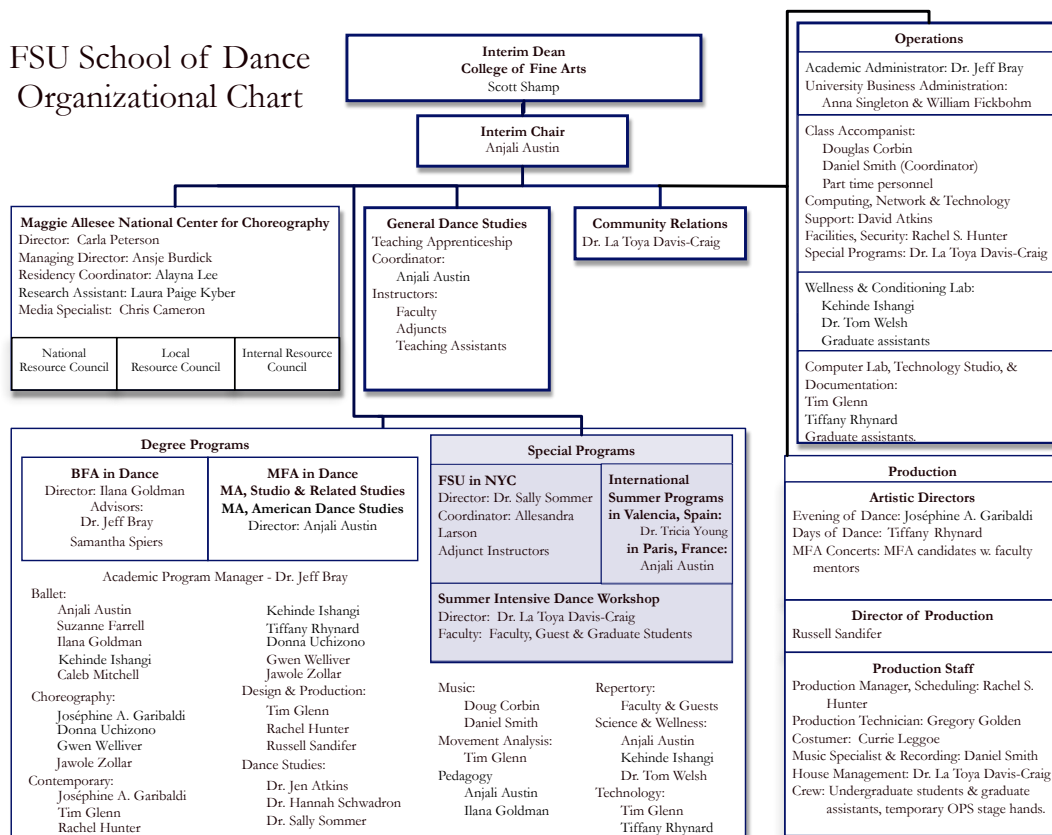 FSU School of Dance
Organizational Chart
Interim Dean
College of Fine Arts
Scott Shamp
Interim Chair
Anjali Austin
Maggie Allesee National Center for Choreography
Director: Carla Peterson
Managing Director: Ansje Burdick
Residency Coordinator: Alayna Lee
Research Assistant: Laura Paige Kyber
Media Specialist: Chris Cameron
National
Resource Council
Local
Resource Council
Internal Resource
Council
General Dance Studies
Teaching Apprenticeship
Coordinator:
Anjali Austin
Instructors:
Faculty
Adjuncts
Teaching Assistants
Community Relations
Dr. La Toya Davis-Craig
Operations
Academic Administrator: Dr. Jeff Bray
University Business Administration:
Anna Singleton & William Fickbohm
Class Accompanist:
Douglas Corbin
Daniel Smith (Coordinator)
Part time personnel
Computing, Network & Technology
Support: David Atkins
Facilities, Security: Rachel S. Hunter
Special Programs: Dr. La Toya Davis-Craig
Wellness & Conditioning Lab:
Kehinde Ishangi
Dr. Tom Welsh
Graduate assistants
Computer Lab, Technology Studio, &
Documentation:
Tim Glenn
Tiffany Rhynard
Graduate assistants.
Degree Programs
BFA in Dance
Director: Ilana Goldman
Advisors:
Dr. Jeff Bray
Samantha Spiers
MFA in Dance
MA, Studio & Related Studies
MA, American Dance Studies
Director: Anjali Austin
Special Programs
FSU in NYC
Director: Dr. Sally Sommer
Coordinator: Allesandra
Larson
Adjunct Instructors
International
Summer Programs
in Valencia, Spain:
Dr. Tricia Young
in Paris, France:
Anjali Austin
Summer Intensive Dance Workshop
Director: Dr. La Toya Davis-Craig
Faculty: Faculty, Guest & Graduate Students
Academic Program Manager - Dr. Jeff Bray
Ballet:
Anjali Austin
Suzanne Farrell
Ilana Goldman
Kehinde Ishangi
Caleb Mitchell
Choreography:
Joséphine A. Garibaldi
Donna Uchizono
Gwen Welliver
Jawole Zollar
Contemporary:
Joséphine A. Garibaldi
Tim Glenn
Rachel Hunter
Kehinde Ishangi
Tiffany Rhynard
Donna Uchizono
Gwen Welliver
Jawole Zollar
Design & Production:
Tim Glenn
Rachel Hunter
Russell Sandifer
Dance Studies:
Dr. Jen Atkins
Dr. Hannah Schwadron
Dr. Sally Sommer
Music:
Doug Corbin
Daniel Smith
Movement Analysis:
Tim Glenn
Pedagogy
Anjali Austin
Ilana Goldman
Repertory:
Faculty & Guests
Science & Wellness:
Anjali Austin
Kehinde Ishangi
Dr. Tom Welsh
Technology:
Tim Glenn
Tiffany Rhynard
Production
Artistic Directors
Evening of Dance: Joséphine A. Garibaldi
Days of Dance: Tiffany Rhynard
MFA Concerts: MFA candidates w. faculty
mentors
Director of Production
Russell Sandifer
Production Staff
Production Manager, Scheduling: Rachel S.
Hunter
Production Technician: Gregory Golden
Costumer: Currie Leggoe
Music Specialist & Recording: Daniel Smith
House Management: Dr. La Toya Davis-Craig
Crew: Undergraduate students & graduate
assistants, temporary OPS stage hands.